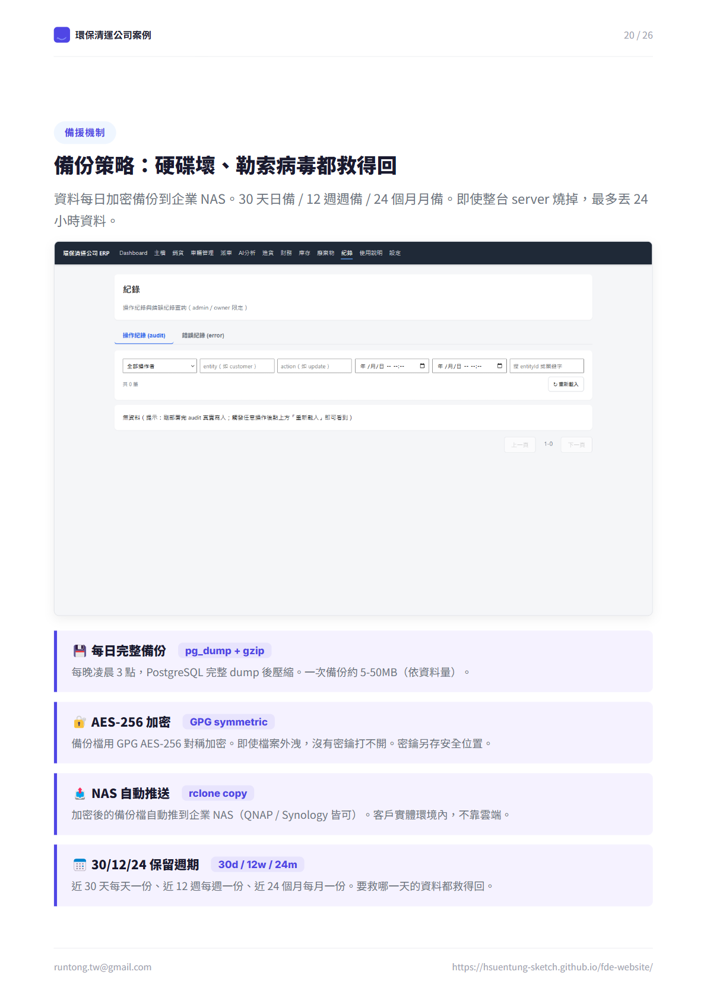 環保清運公司案例
20 / 26
備援機制
備份策略：硬碟壞、勒索病毒都救得回
資料每日加密備份到企業 NAS。30 天日備 / 12 週週備 / 24 個月月備。即使整台 server 燒掉，最多丟 24
小時資料。
環保清運公司 ERP Dashboard 主檔 銷貨 車輛管理 派車 AI分析 進貨 財務 庫存 廢棄物 紀錄 使用說明 設定
紀錄
操作紀錄與錯誤紀錄查詢（admin / owner 限定）
操作紀錄 (audit) 錯誤紀錄 (error)
全部操作者 entity（如 customer） action（如 update） 年 /月/日 -- --:-- 年 /月/日 -- --:-- 搜 entityId 或關鍵字
共 0 筆 ↻ 重新載入
無資料（提示：剛部署完 audit 真實寫入；觸發任意操作後點上方「重新載入」即可看到）
上一頁 1-0 下一頁
💾 每日完整備份 pg_dump + gzip
每晚凌晨 3 點，PostgreSQL 完整 dump 後壓縮。一次備份約 5-50MB（依資料量）。
🔐 AES-256 加密 GPG symmetric
備份檔用 GPG AES-256 對稱加密。即使檔案外洩，沒有密鑰打不開。密鑰另存安全位置。
📤 NAS 自動推送 rclone copy
加密後的備份檔自動推到企業 NAS（QNAP / Synology 皆可）。客戶實體環境內，不靠雲端。
🗓 30/12/24 保留週期 30d / 12w / 24m
近 30 天每天一份、近 12 週每週一份、近 24 個月每月一份。要救哪一天的資料都救得回。
runtong.tw@gmail.com
https://hsuentung-sketch.github.io/fde-website/